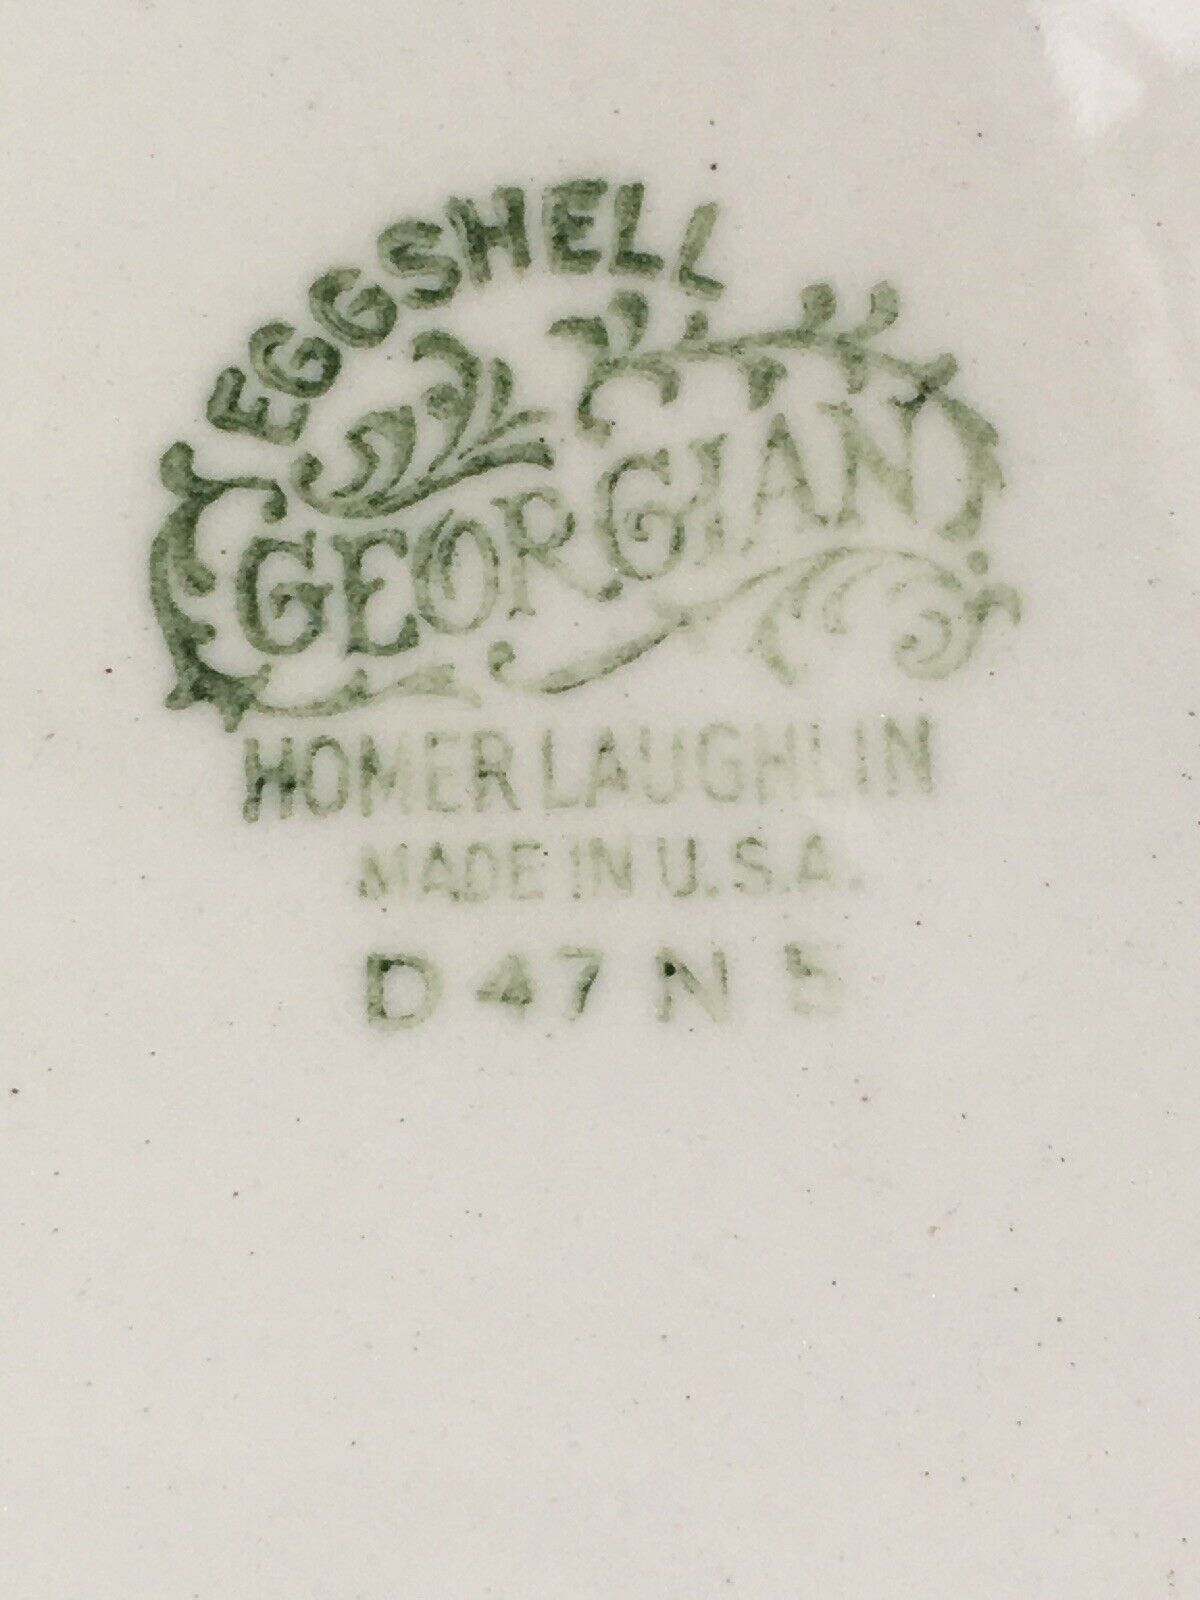 EGGSHELL
GEORGIAN
HOMER LAUGHLIN
MADE IN U.S.A.
D 47 N 5